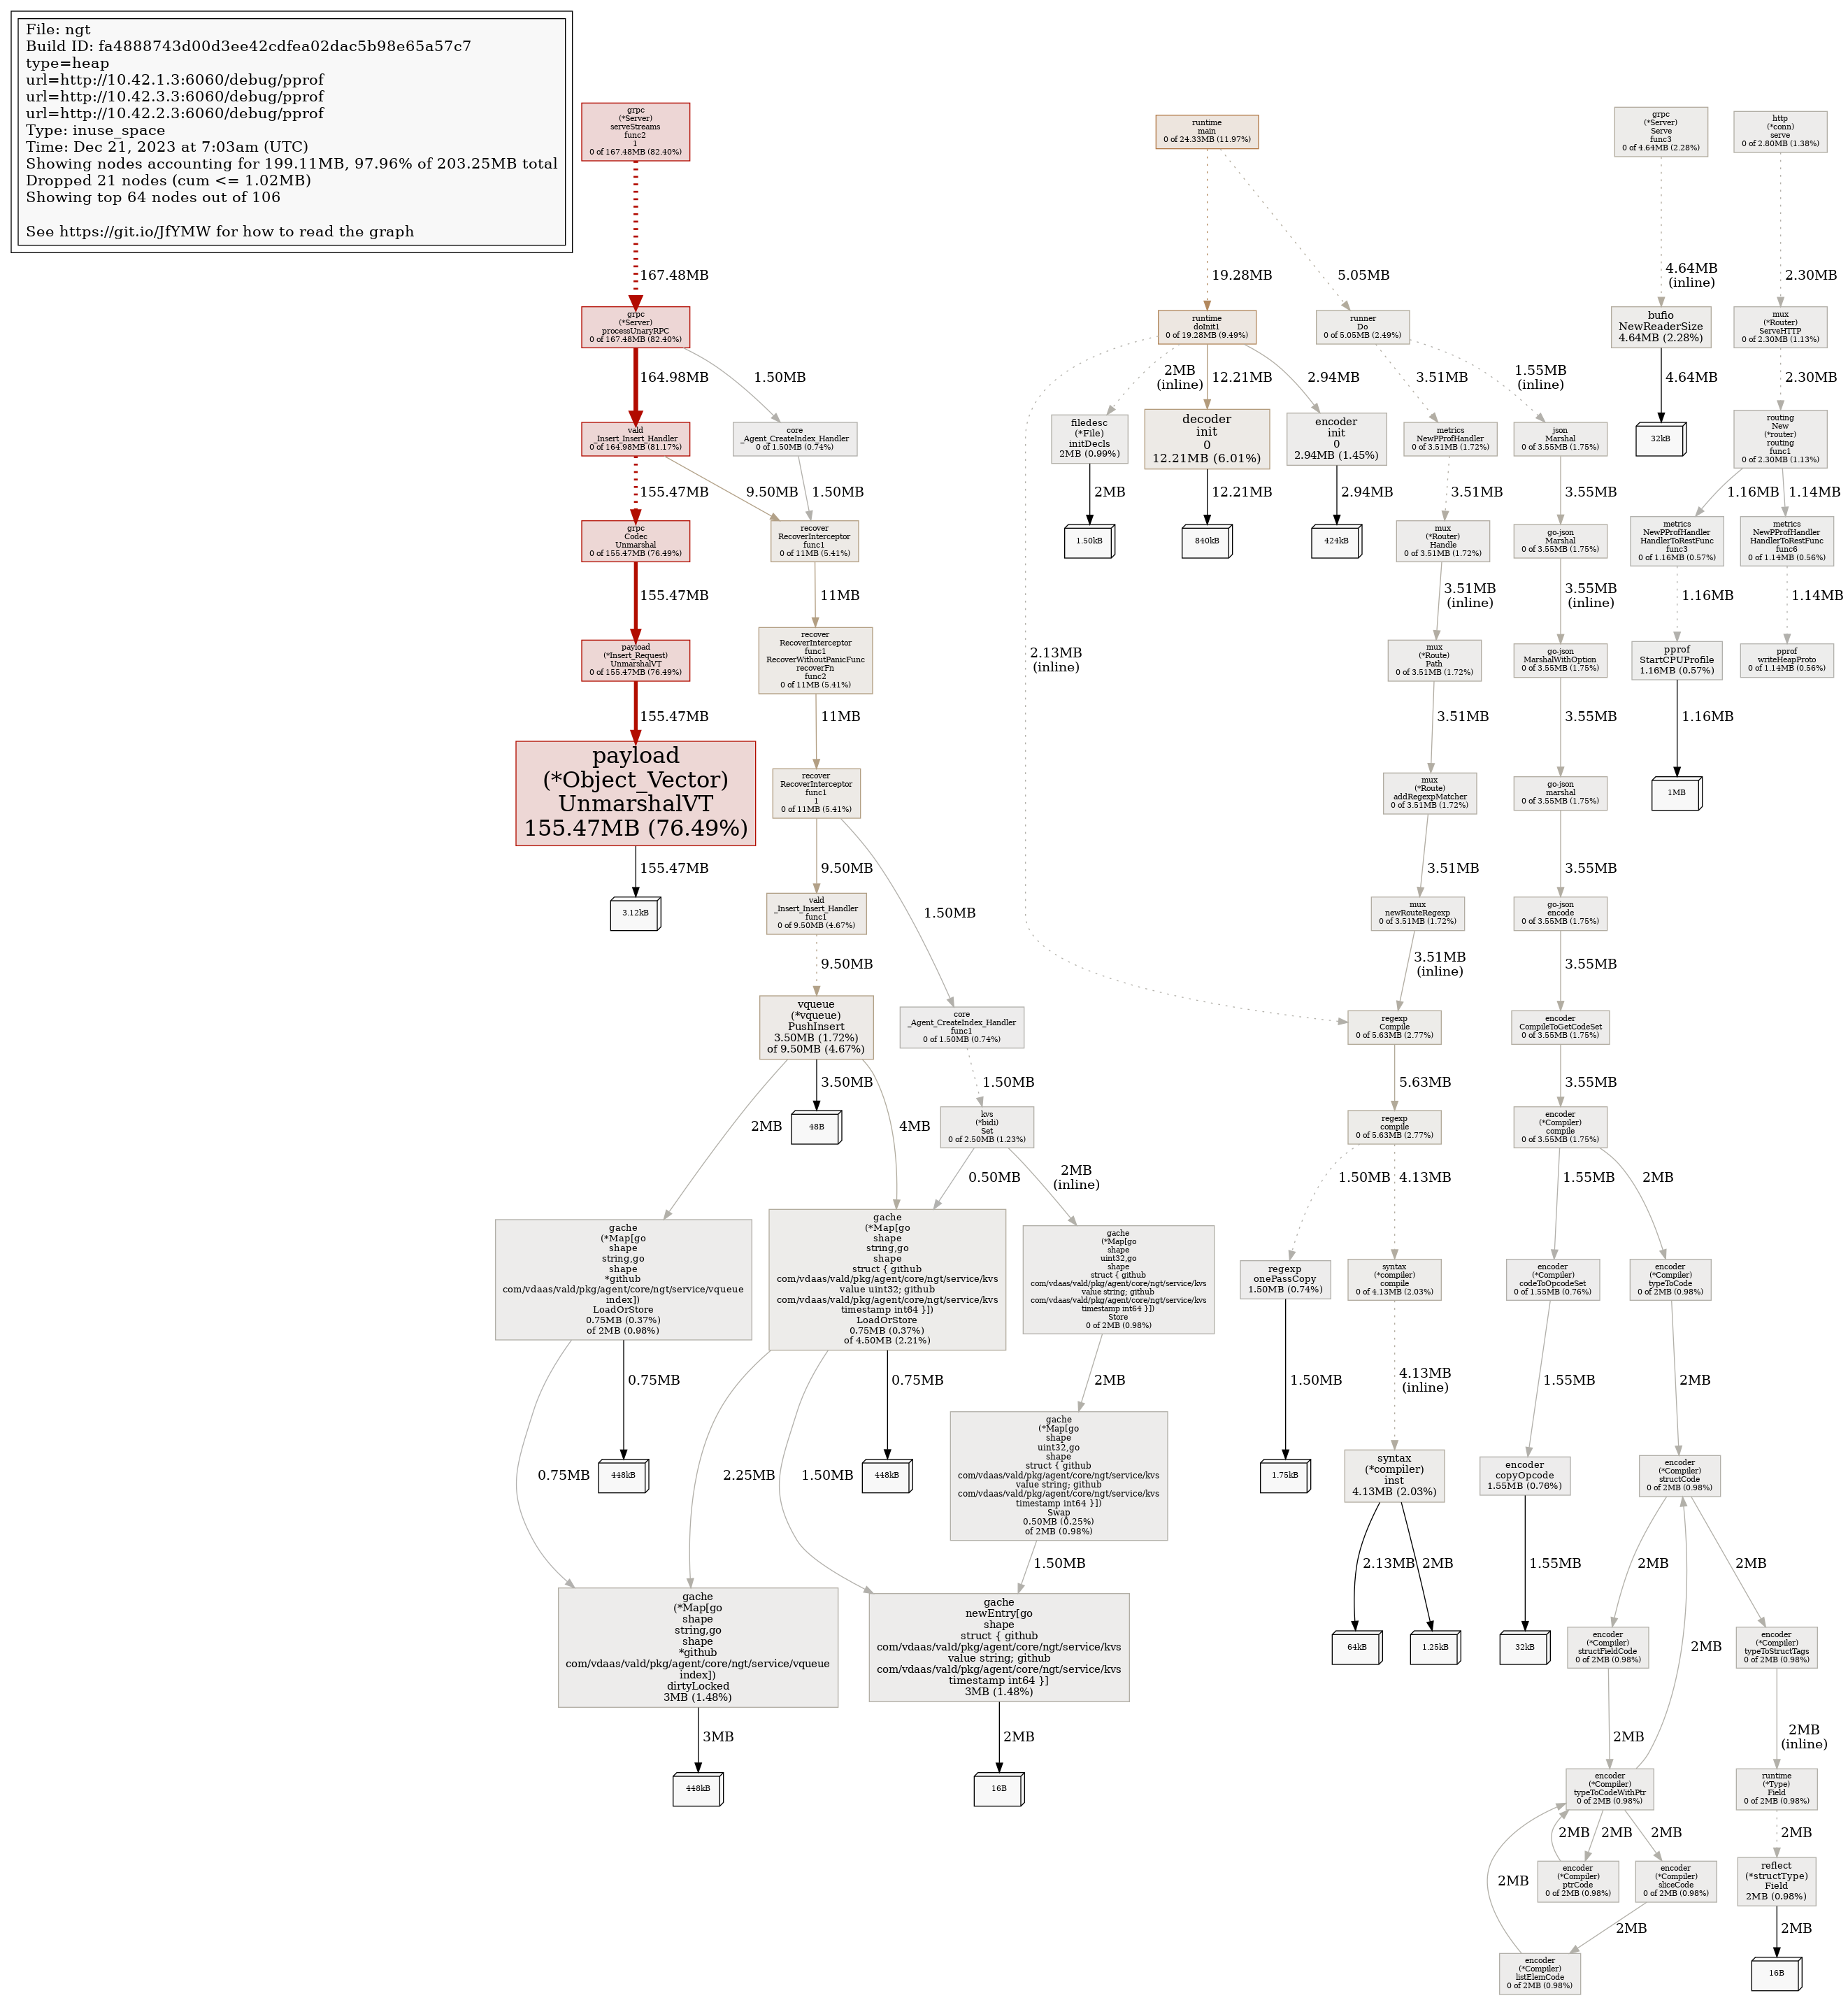 File: ngt
Build ID: fa4888743d00d3ee42cdfea02dac5b98e65a57c7
type=heap
url=http://10.42.1.3:6060/debug/pprof
url=http://10.42.3.3:6060/debug/pprof
url=http://10.42.2.3:6060/debug/pprof
Type: inuse_space
Time: Dec 21, 2023 at 7:03am (UTC)
Showing nodes accounting for 199.11MB, 97.96% of 203.25MB total
Dropped 21 nodes (cum <= 1.02MB)
Showing top 64 nodes out of 106
See https://git.io/JfYMW for how to read the graph
grpc
(*Server)
serveStreams
func2
1
0 of 167.48MB (82.40%)
167.48MB
grpc
(*Server)
processUnaryRPC
0 of 167.48MB (82.40%)
164.98MB
1.50MB
vald
_Insert_Insert_Handler
0 of 164.98MB (81.17%)
core
_Agent_CreateIndex_Handler
0 of 1.50MB (0.74%)
155.47MB
9.50MB
1.50MB
grpc
Codec
Unmarshal
0 of 155.47MB (76.49%)
recover
RecoverInterceptor
func1
0 of 11MB (5.41%)
155.47MB
11MB
payload
(*Insert_Request)
UnmarshalVT
0 of 155.47MB (76.49%)
recover
RecoverInterceptor
func1
RecoverWithoutPanicFunc
recoverFn
func2
0 of 11MB (5.41%)
155.47MB
11MB
payload
(*Object_Vector)
UnmarshalVT
155.47MB (76.49%)
155.47MB
3.12kB
recover
RecoverInterceptor
func1
1
0 of 11MB (5.41%)
9.50MB
1.50MB
vald
_Insert_Insert_Handler
func1
0 of 9.50MB (4.67%)
9.50MB
vqueue
(*vqueue)
PushInsert
3.50MB (1.72%)
of 9.50MB (4.67%)
core
_Agent_CreateIndex_Handler
func1
0 of 1.50MB (0.74%)
2MB
3.50MB
48B
4MB
1.50MB
kvs
(*bidi)
Set
0 of 2.50MB (1.23%)
0.50MB
2MB
(inline)
gache
(*Map[go
shape
string,go
shape
*github
com/vdaas/vald/pkg/agent/core/ngt/service/vqueue
index])
LoadOrStore
0.75MB (0.37%)
of 2MB (0.98%)
gache
(*Map[go
shape
string,go
shape
struct { github
com/vdaas/vald/pkg/agent/core/ngt/service/kvs
value uint32; github
com/vdaas/vald/pkg/agent/core/ngt/service/kvs
timestamp int64 }])
LoadOrStore
0.75MB (0.37%)
of 4.50MB (2.21%)
gache
(*Map[go
shape
uint32,go
shape
struct { github
com/vdaas/vald/pkg/agent/core/ngt/service/kvs
value string; github
com/vdaas/vald/pkg/agent/core/ngt/service/kvs
timestamp int64 }])
Store
0 of 2MB (0.98%)
0.75MB
0.75MB
448kB
2.25MB
1.50MB
0.75MB
448kB
2MB
gache
(*Map[go
shape
uint32,go
shape
struct { github
com/vdaas/vald/pkg/agent/core/ngt/service/kvs
value string; github
com/vdaas/vald/pkg/agent/core/ngt/service/kvs
timestamp int64 }])
Swap
0.50MB (0.25%)
of 2MB (0.98%)
1.50MB
gache
(*Map[go
shape
string,go
shape
*github
com/vdaas/vald/pkg/agent/core/ngt/service/vqueue
index])
dirtyLocked
3MB (1.48%)
3MB
448kB
gache
newEntry[go
shape
struct { github
com/vdaas/vald/pkg/agent/core/ngt/service/kvs
value string; github
com/vdaas/vald/pkg/agent/core/ngt/service/kvs
timestamp int64 }]
3MB (1.48%)
2MB
16B
runtime
main
0 of 24.33MB (11.97%)
19.28MB
5.05MB
runtime
doInit1
0 of 19.28MB (9.49%)
runner
Do
0 of 5.05MB (2.49%)
2.13MB
(inline)
2MB
(inline)
12.21MB
2.94MB
3.51MB
1.55MB
(inline)
filedesc
(*File)
initDecls
2MB (0.99%)
2MB
1.50kB
decoder
init
0
12.21MB (6.01%)
12.21MB
840kB
encoder
init
0
2.94MB (1.45%)
2.94MB
424kB
metrics
NewPProfHandler
0 of 3.51MB (1.72%)
3.51MB
mux
(*Router)
Handle
0 of 3.51MB (1.72%)
3.51MB
(inline)
mux
(*Route)
Path
0 of 3.51MB (1.72%)
3.51MB
mux
(*Route)
addRegexpMatcher
0 of 3.51MB (1.72%)
3.51MB
mux
newRouteRegexp
0 of 3.51MB (1.72%)
3.51MB
(inline)
regexp
Compile
0 of 5.63MB (2.77%)
5.63MB
regexp
compile
0 of 5.63MB (2.77%)
1.50MB
4.13MB
regexp
onePassCopy
1.50MB (0.74%)
1.50MB
1.75kB
syntax
(*compiler)
compile
0 of 4.13MB (2.03%)
4.13MB
(inline)
syntax
(*compiler)
inst
4.13MB (2.03%)
2.13MB
2MB
64kB
1.25kB
json
Marshal
0 of 3.55MB (1.75%)
3.55MB
go-json
Marshal
0 of 3.55MB (1.75%)
3.55MB
(inline)
go-json
MarshalWithOption
0 of 3.55MB (1.75%)
3.55MB
go-json
marshal
0 of 3.55MB (1.75%)
3.55MB
go-json
encode
0 of 3.55MB (1.75%)
3.55MB
encoder
CompileToGetCodeSet
0 of 3.55MB (1.75%)
3.55MB
encoder
(*Compiler)
compile
0 of 3.55MB (1.75%)
1.55MB
2MB
encoder
(*Compiler)
codeToOpcodeSet
0 of 1.55MB (0.76%)
1.55MB
encoder
copyOpcode
1.55MB (0.76%)
1.55MB
32kB
encoder
(*Compiler)
typeToCode
0 of 2MB (0.98%)
2MB
encoder
(*Compiler)
structCode
0 of 2MB (0.98%)
2MB
2MB
2MB
encoder
(*Compiler)
structFieldCode
0 of 2MB (0.98%)
2MB
encoder
(*Compiler)
typeToStructTags
0 of 2MB (0.98%)
2MB
(inline)
encoder
(*Compiler)
typeToCodeWithPtr
0 of 2MB (0.98%)
2MB
2MB
2MB
2MB
encoder
(*Compiler)
ptrCode
0 of 2MB (0.98%)
encoder
(*Compiler)
sliceCode
0 of 2MB (0.98%)
2MB
encoder
(*Compiler)
listElemCode
0 of 2MB (0.98%)
runtime
(*Type)
Field
0 of 2MB (0.98%)
2MB
reflect
(*structType)
Field
2MB (0.98%)
2MB
16B
grpc
(*Server)
Serve
func3
0 of 4.64MB (2.28%)
4.64MB
(inline)
bufio
NewReaderSize
4.64MB (2.28%)
4.64MB
32kB
http
(*conn)
serve
0 of 2.80MB (1.38%)
2.30MB
mux
(*Router)
ServeHTTP
0 of 2.30MB (1.13%)
2.30MB
routing
New
(*router)
routing
func1
0 of 2.30MB (1.13%)
1.16MB
1.14MB
metrics
NewPProfHandler
HandlerToRestFunc
func3
0 of 1.16MB (0.57%)
metrics
NewPProfHandler
HandlerToRestFunc
func6
0 of 1.14MB (0.56%)
1.16MB
1.14MB
pprof
StartCPUProfile
1.16MB (0.57%)
pprof
writeHeapProto
0 of 1.14MB (0.56%)
1.16MB
1MB